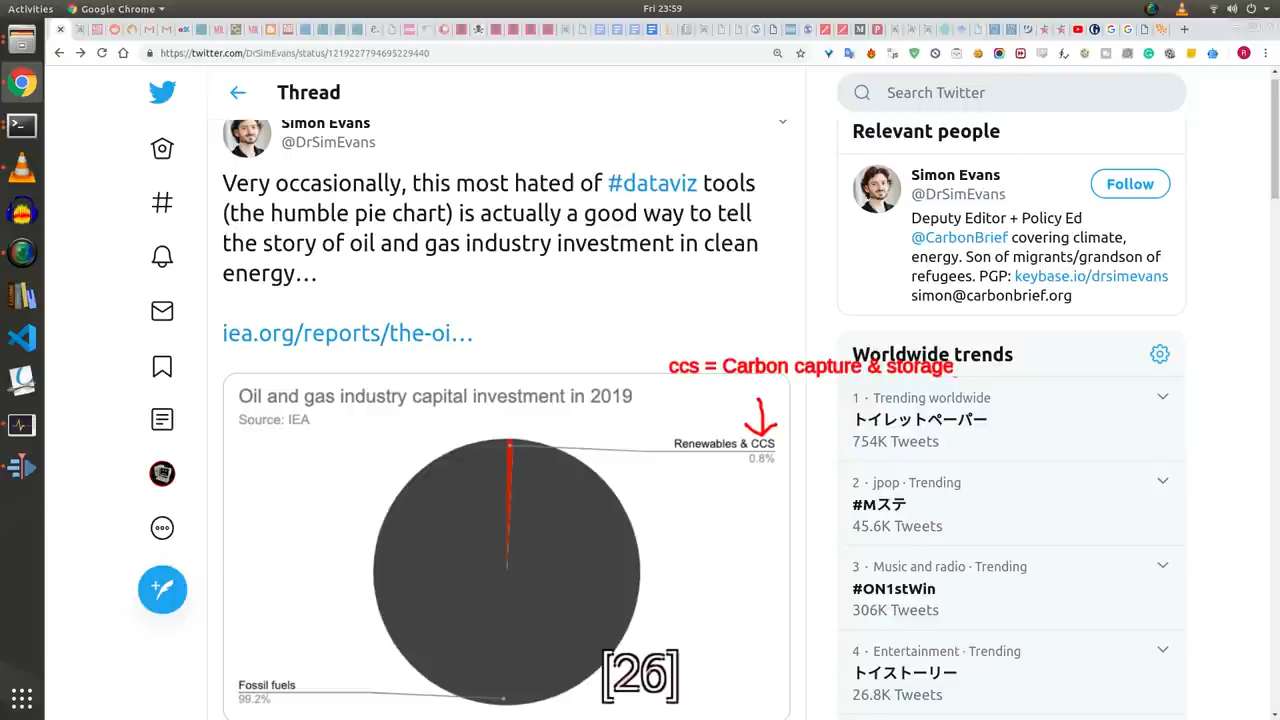 Activities
Google Chrome
Fri 23:59
https://twitter.com/DrSimEvans/status/1219227794695229440
Thread
Simon Evans
@DrSimEvans
Very occasionally, this most hated of #dataviz tools
(the humble pie chart) is actually a good way to tell
the story of oil and gas industry investment in clean
energy…
iea.org/reports/the-oi…
ccs = Carbon capture & storage
Oil and gas industry capital investment in 2019
Source: IEA
Renewables & CCS
0.8%
Fossil fuels
99.2%
[26]
Search Twitter
Relevant people
Simon Evans
@DrSimEvans
Follow
Deputy Editor + Policy Ed
@CarbonBrief covering climate,
energy. Son of migrants/grandson of
refugees. PGP: keybase.io/drsimevans
simon@carbonbrief.org
Worldwide trends
1 · Trending worldwide
トイレットペーパー
754K Tweets
2 · jpop · Trending
#Mステ
45.6K Tweets
3 · Music and radio · Trending
#ON1stWin
306K Tweets
4 · Entertainment · Trending
トイストーリー
26.8K Tweets